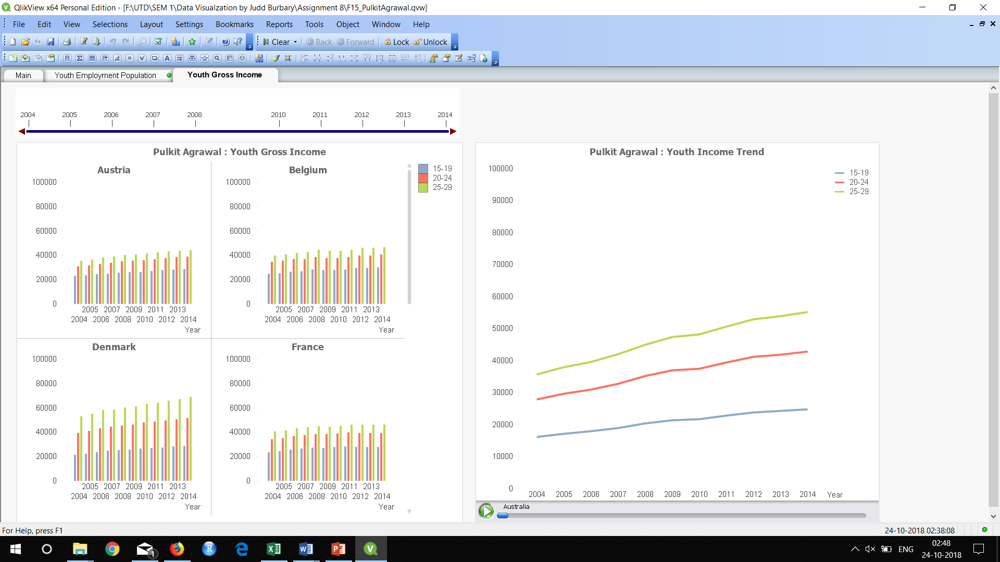 QlikView x64 Personal Edition - [F:\UTD\SEM 1\Data Visualzation by Judd Burbary\Assignment 8\F15_PulkitAgrawal.qvw]
File Edit View Selections Layout Settings Bookmarks Reports Tools Object Window Help
Clear Back Forward Lock Unlock
Main Youth Employment Population Youth Gross Income
2004 2005 2006 2007 2008 2010 2011 2012 2013 2014
Pulkit Agrawal : Youth Gross Income
15-19
20-24
25-29
Austria
100000
80000
60000
40000
20000
0
2005 2007 2009 2011 2013
2004 2006 2008 2010 2012 2014
Year
Belgium
100000
80000
60000
40000
20000
0
2005 2007 2009 2011 2013
2004 2006 2008 2010 2012 2014
Year
Denmark
100000
80000
60000
40000
20000
0
2005 2007 2009 2011 2013
2004 2006 2008 2010 2012 2014
Year
France
100000
80000
60000
40000
20000
0
2005 2007 2009 2011 2013
2004 2006 2008 2010 2012 2014
Year
Pulkit Agrawal : Youth Income Trend
15-19
20-24
25-29
100000
90000
80000
70000
60000
50000
40000
30000
20000
10000
0
2004 2005 2006 2007 2008 2009 2010 2011 2012 2013 2014 Year
Australia
For Help, press F1
24-10-2018 02:38:08
1
ENG
02:48
24-10-2018